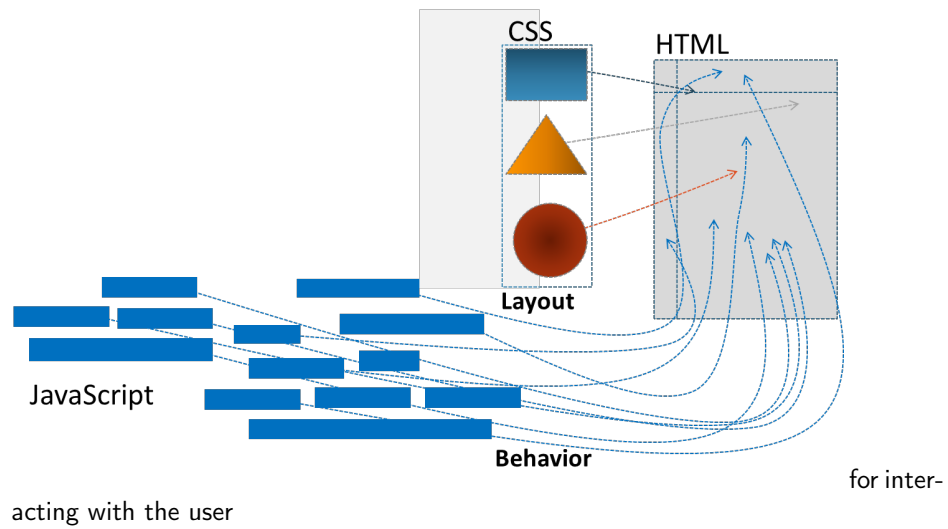 CSS
HTML
Layout
JavaScript
Behavior
for inter-
acting with the user